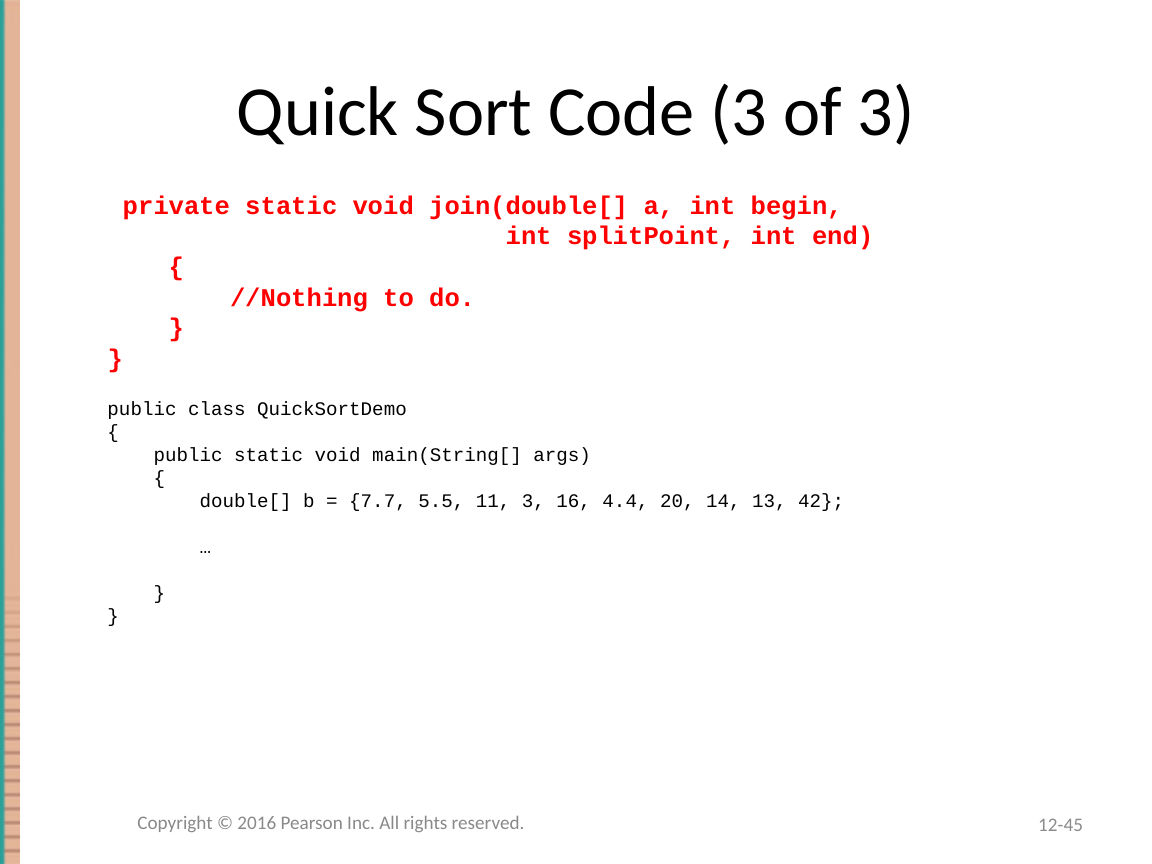 Quick Sort Code (3 of 3)
private static void join(double[] a, int begin,
int splitPoint, int end)
{
//Nothing to do.
}
}
public class QuickSortDemo
{
public static void main(String[] args)
{
double[] b = {7.7, 5.5, 11, 3, 16, 4.4, 20, 14, 13, 42};
…
}
}
Copyright © 2016 Pearson Inc. All rights reserved.
12-45